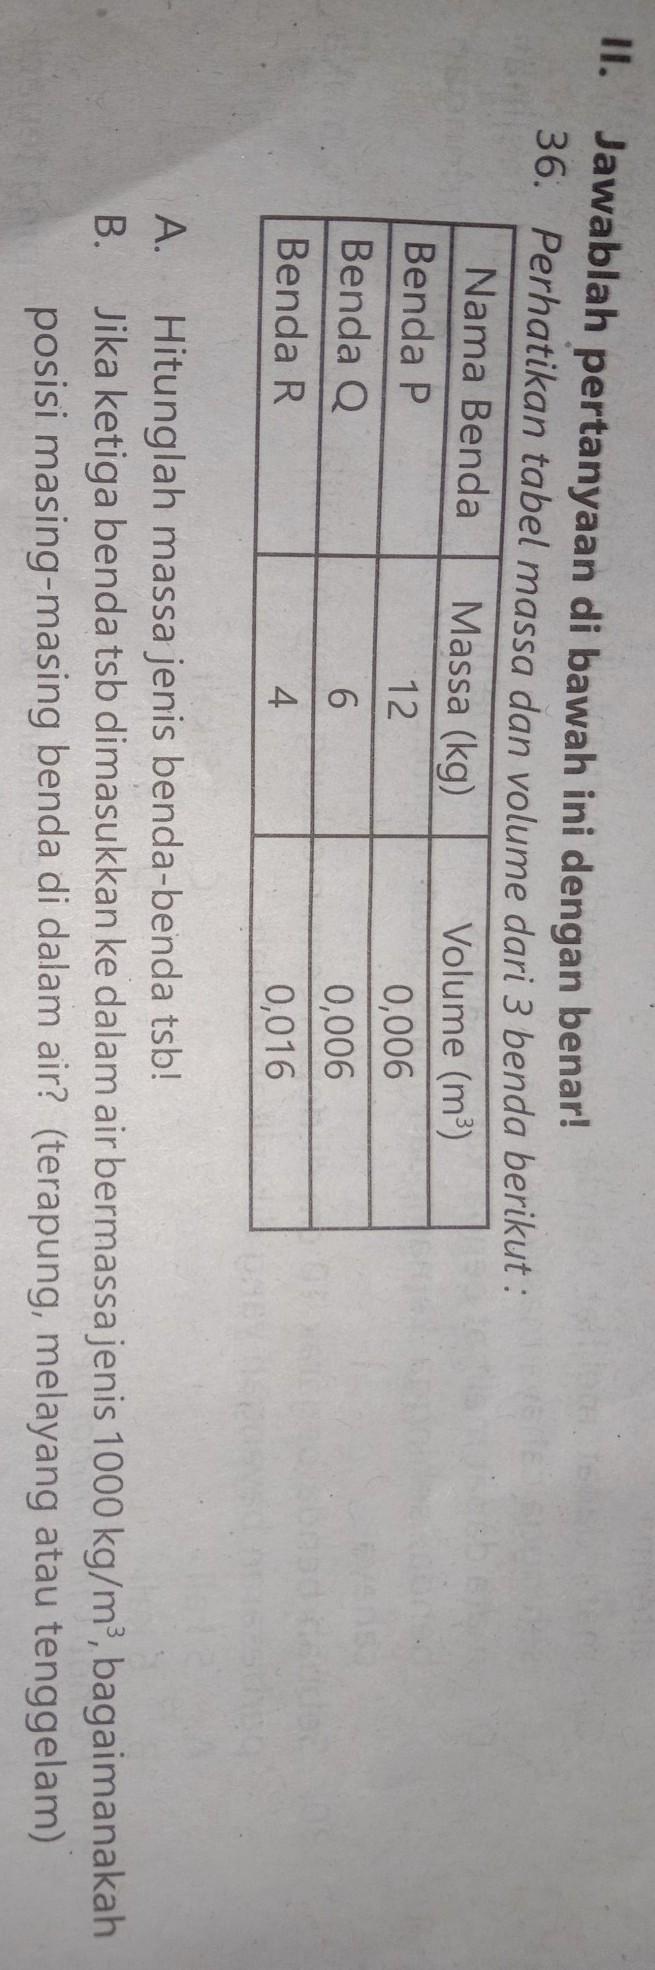 II. Jawablah pertanyaan di bawah ini dengan benar!
36. Perhatikan tabel massa dan volume dari 3 benda berikut :
Nama Benda Massa (kg) Volume (m³)
Benda P 12 0,006
Benda Q 6 0,006
Benda R 4 0,016
A. Hitunglah massa jenis benda-benda tsb!
B. Jika ketiga benda tsb dimasukkan ke dalam air bermassa jenis 1000 kg/m³, bagaimanakah
posisi masing-masing benda di dalam air? (terapung, melayang atau tenggelam)